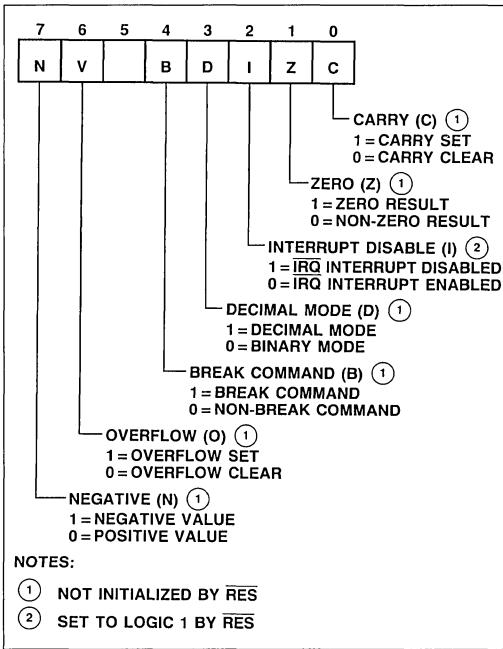 7 6 5 4 3 2 1 0
N V B D I Z C
CARRY (C) 1
1 = CARRY SET
0 = CARRY CLEAR
ZERO (Z) 1
1 = ZERO RESULT
0 = NON-ZERO RESULT
INTERRUPT DISABLE (I) 2
1 = I̅R̅Q̅ INTERRUPT DISABLED
0 = I̅R̅Q̅ INTERRUPT ENABLED
DECIMAL MODE (D) 1
1 = DECIMAL MODE
0 = BINARY MODE
BREAK COMMAND (B) 1
1 = BREAK COMMAND
0 = NON-BREAK COMMAND
OVERFLOW (O) 1
1 = OVERFLOW SET
0 = OVERFLOW CLEAR
NEGATIVE (N) 1
1 = NEGATIVE VALUE
0 = POSITIVE VALUE
NOTES:
1 NOT INITIALIZED BY R̅E̅S̅
2 SET TO LOGIC 1 BY R̅E̅S̅